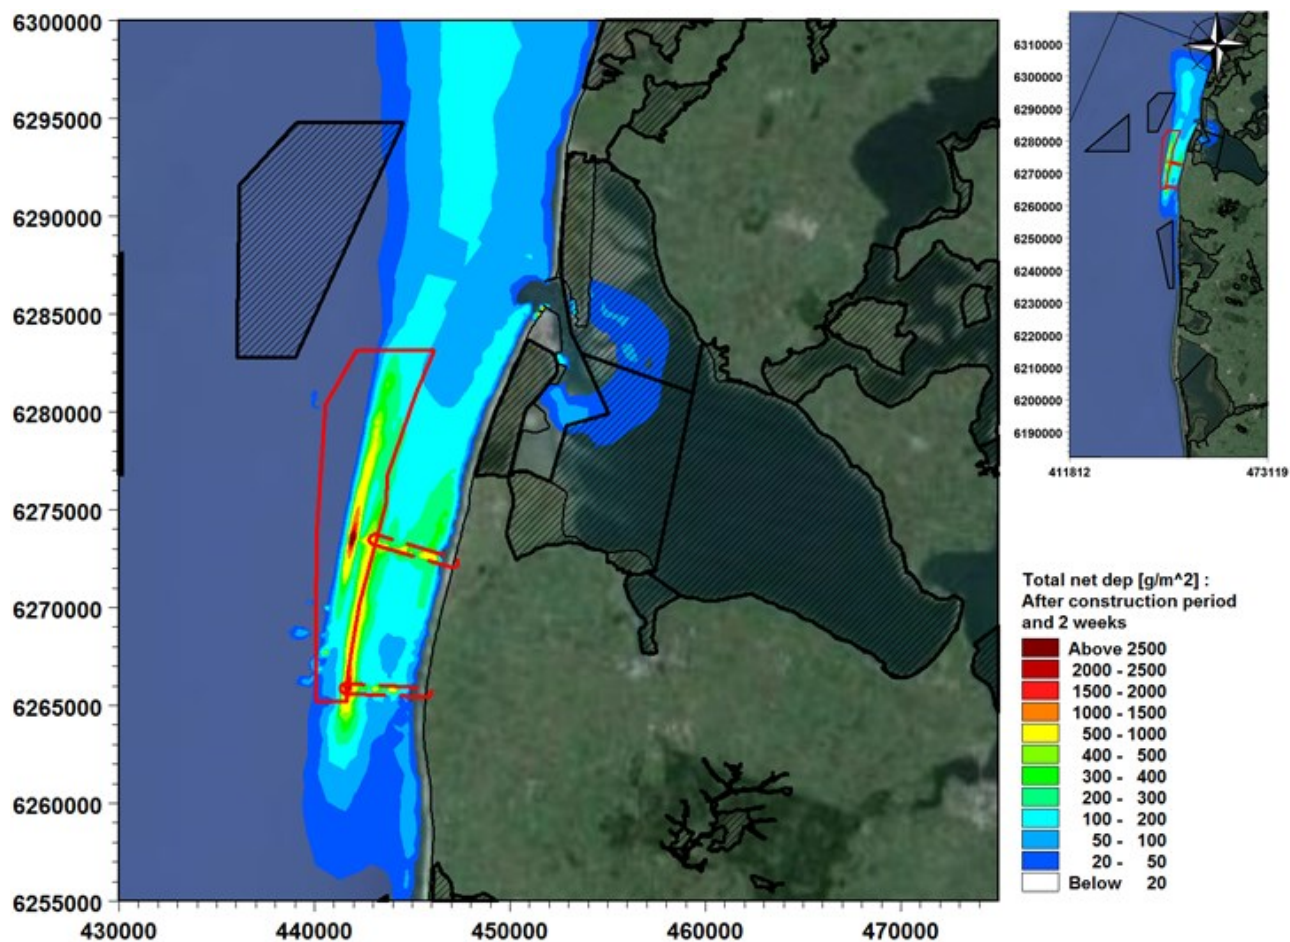 6300000
6295000
6290000
6285000
6280000
6275000
6270000
6265000
6260000
6255000
430000 440000 450000 460000 470000
6310000
6300000
6290000
6280000
6270000
6260000
6250000
6240000
6230000
6220000
6210000
6200000
6190000
411812 473119
Total net dep [g/m^2] :
After construction period
and 2 weeks
Above 2500
2000 - 2500
1500 - 2000
1000 - 1500
500 - 1000
400 - 500
300 - 400
200 - 300
100 - 200
50 - 100
20 - 50
Below 20